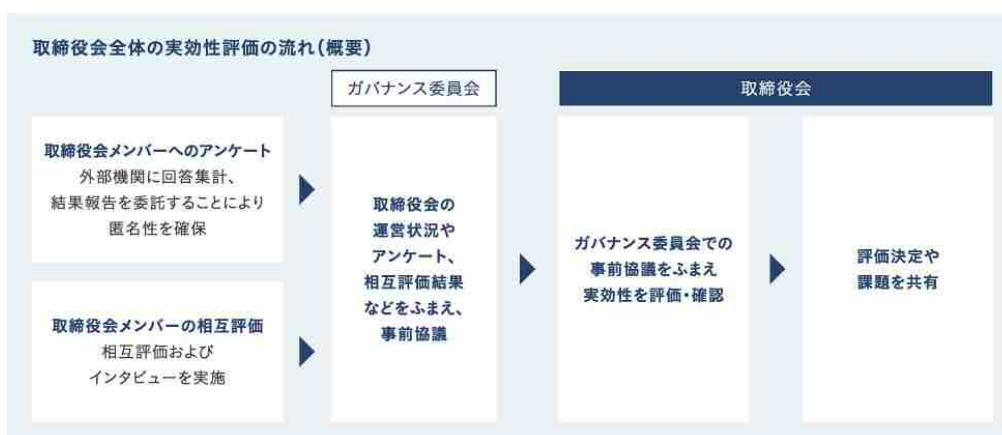 取締役会全体の実効性評価の流れ（概要）
ガバナンス委員会
取締役会
取締役会メンバーへのアンケート
外部機関に回答集計、
結果報告を委託することにより
匿名性を確保
取締役会メンバーの相互評価
相互評価および
インタビューを実施
取締役会の
運営状況や
アンケート、
相互評価結果
などをふまえ、
事前協議
ガバナンス委員会での
事前協議をふまえ
実効性を評価・確認
評価決定や
課題を共有